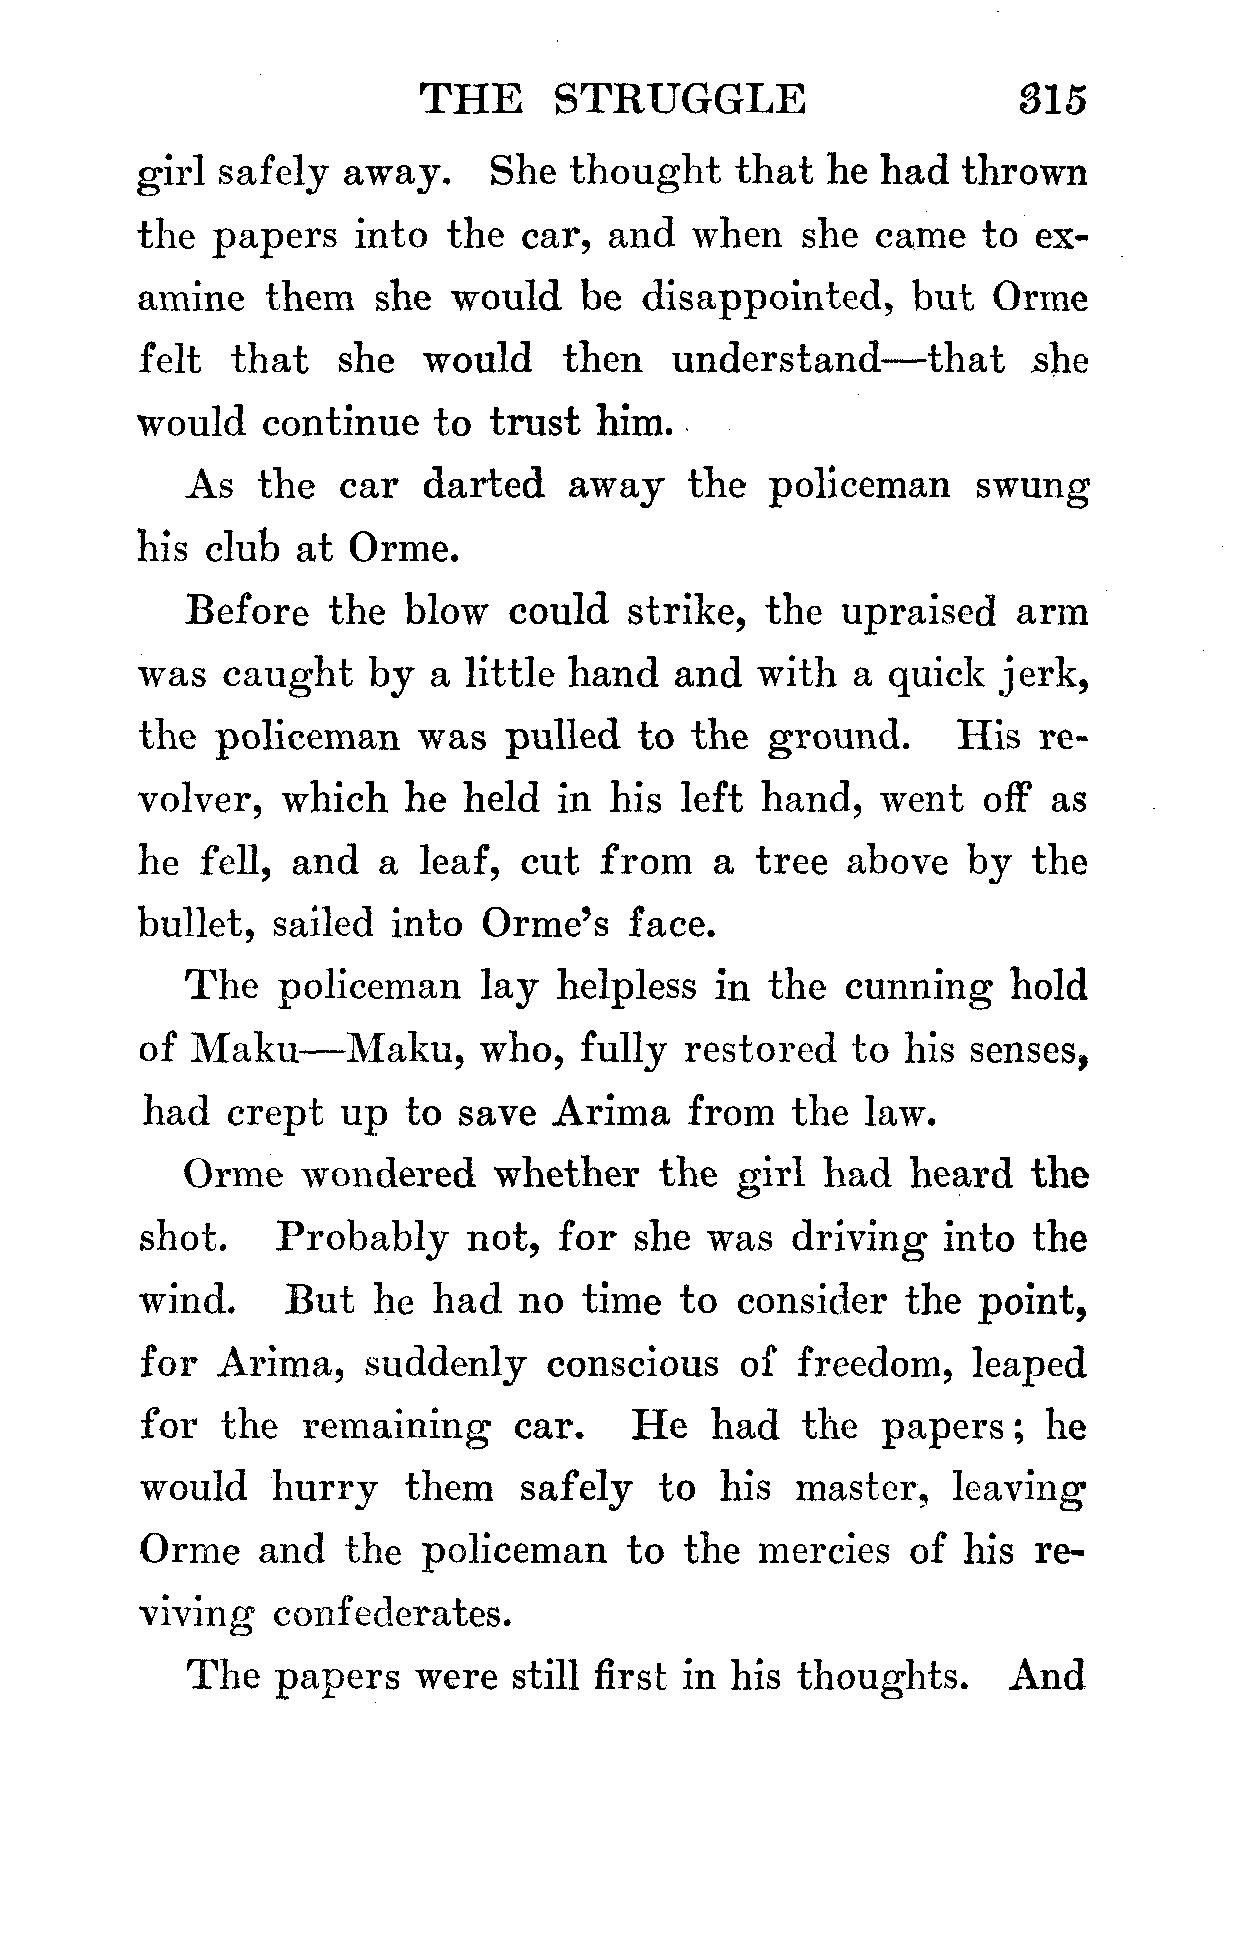 THE STRUGGLE 315
girl safely away. She thought that he had thrown
the papers into the car, and when she came to ex-
amine them she would be disappointed, but Orme
felt that she would then understand—that she
would continue to trust him.
As the car darted away the policeman swung
his club at Orme.
Before the blow could strike, the upraised arm
was caught by a little hand and with a quick jerk,
the policeman was pulled to the ground. His re-
volver, which he held in his left hand, went off as
he fell, and a leaf, cut from a tree above by the
bullet, sailed into Orme's face.
The policeman lay helpless in the cunning hold
of Maku—Maku, who, fully restored to his senses,
had crept up to save Arima from the law.
Orme wondered whether the girl had heard the
shot. Probably not, for she was driving into the
wind. But he had no time to consider the point,
for Arima, suddenly conscious of freedom, leaped
for the remaining car. He had the papers; he
would hurry them safely to his master, leaving
Orme and the policeman to the mercies of his re-
viving confederates.
The papers were still first in his thoughts. And